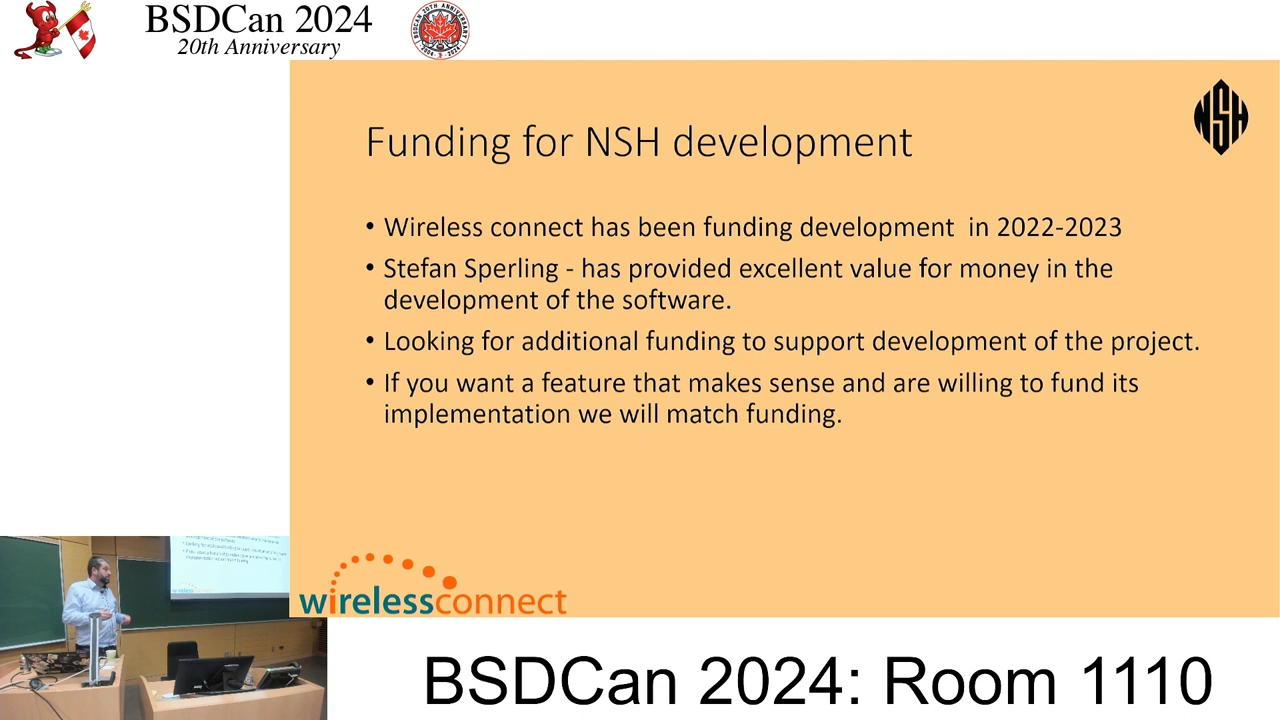 BSDCan 2024
20th Anniversary
NSH
Funding for NSH development
• Wireless connect has been funding development  in 2022-2023
• Stefan Sperling - has provided excellent value for money in the
development of the software.
• Looking for additional funding to support development of the project.
• If you want a feature that makes sense and are willing to fund its
implementation we will match funding.
wirelessconnect
BSDCan 2024: Room 1110